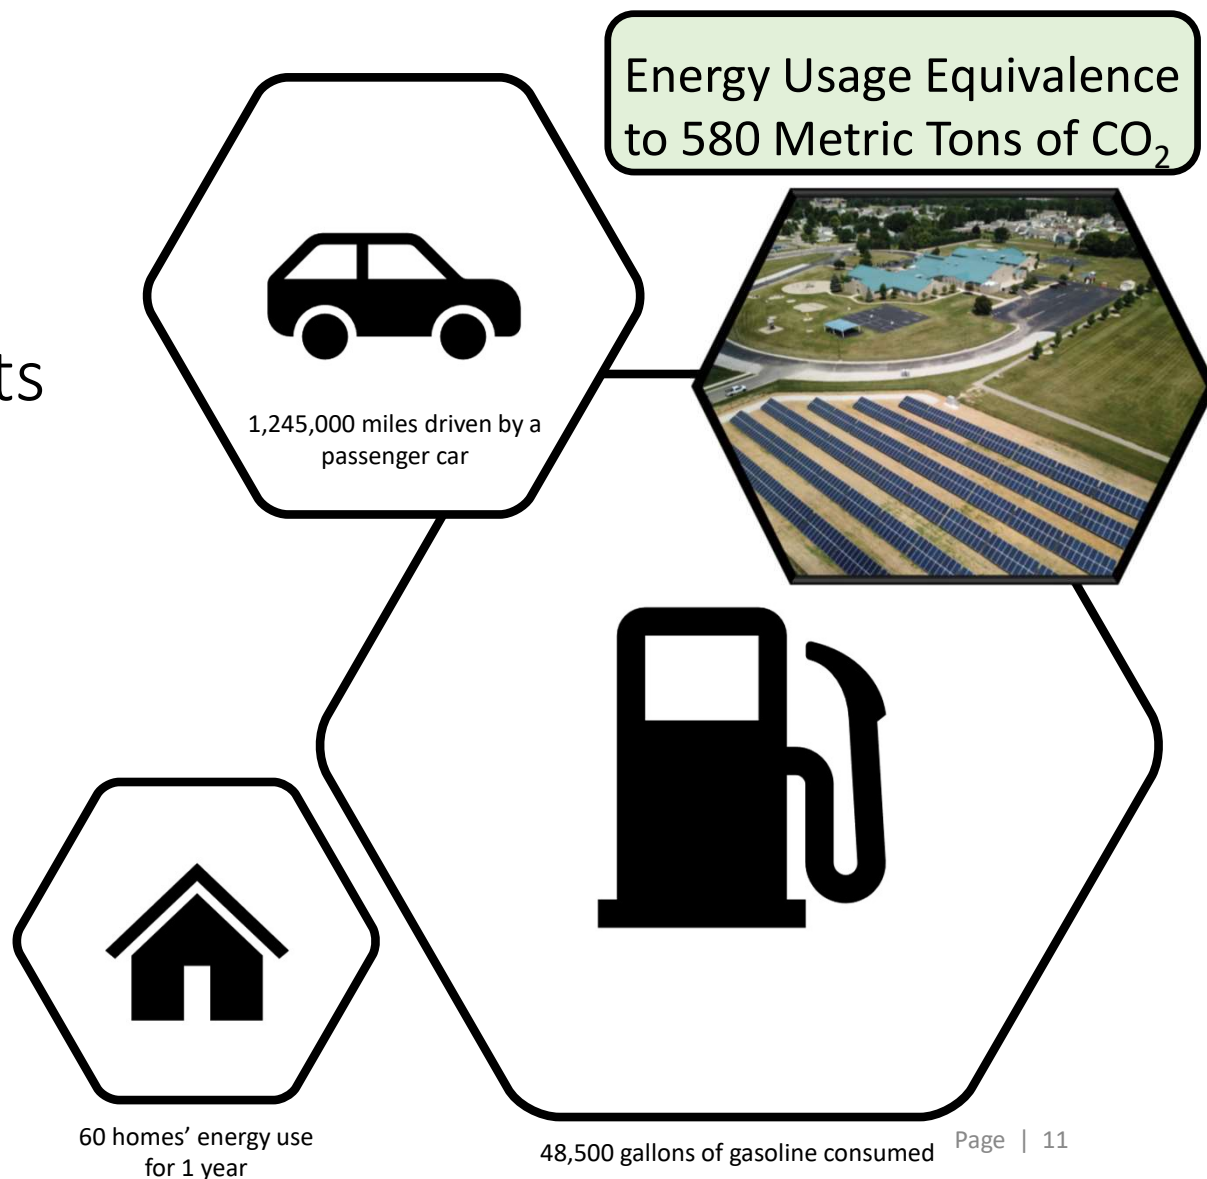 Energy Usage Equivalence
to 580 Metric Tons of CO₂
ts
1,245,000 miles driven by a
passenger car
60 homes’ energy use
for 1 year
48,500 gallons of gasoline consumed
Page | 11